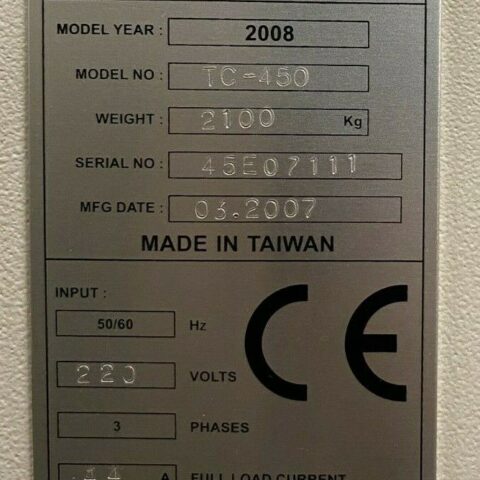 MODEL YEAR : 2008
MODEL NO : TC-450
WEIGHT : 2100 Kg
SERIAL NO : 45E07111
MFG DATE : 03.2007
MADE IN TAIWAN
INPUT :
50/60 Hz
220 VOLTS
3 PHASES
14 A FULL LOAD CURRENT
CE